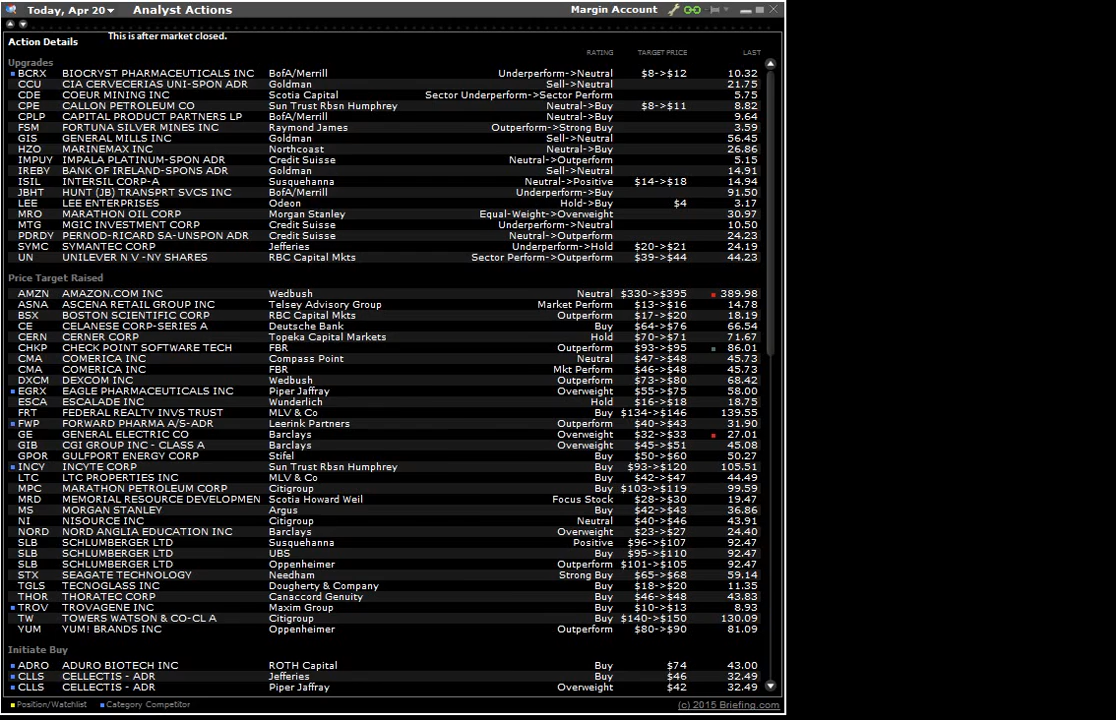 Today, Apr 20 Analyst Actions Margin Account
Action Details This is after market closed.
RATING TARGET PRICE LAST
Upgrades
BCRX BIOCRYST PHARMACEUTICALS INC BofA/Merrill Underperform->Neutral $8->$12 10.32
CCU CIA CERVECERIAS UNI-SPON ADR Goldman Sell->Neutral 21.75
CDE COEUR MINING INC Scotia Capital Sector Underperform->Sector Perform 5.75
CPE CALLON PETROLEUM CO Sun Trust Rbsn Humphrey Neutral->Buy $8->$11 8.82
CPLP CAPITAL PRODUCT PARTNERS LP BofA/Merrill Neutral->Buy 9.64
FSM FORTUNA SILVER MINES INC Raymond James Outperform->Strong Buy 3.59
GIS GENERAL MILLS INC Goldman Sell->Neutral 56.45
HZO MARINEMAX INC Northcoast Neutral->Buy 26.86
IMPUY IMPALA PLATINUM-SPON ADR Credit Suisse Neutral->Outperform 5.15
IREBY BANK OF IRELAND-SPONS ADR Goldman Sell->Neutral 14.91
ISIL INTERSIL CORP-A Susquehanna Neutral->Positive $14->$18 14.94
JBHT HUNT (JB) TRANSPRT SVCS INC BofA/Merrill Underperform->Buy 91.50
LEE LEE ENTERPRISES Odeon Hold->Buy $4 3.17
MRO MARATHON OIL CORP Morgan Stanley Equal-Weight->Overweight 30.97
MTG MGIC INVESTMENT CORP Credit Suisse Underperform->Neutral 10.50
PDRDY PERNOD-RICARD SA-UNSPON ADR Credit Suisse Underperform->Neutral 24.23
SYMC SYMANTEC CORP Jefferies Underperform->Hold $20->$21 24.19
UN UNILEVER N V -NY SHARES RBC Capital Mkts Sector Perform->Outperform $39->$44 44.23
Price Target Raised
AMZN AMAZON.COM INC Wedbush Neutral $330->$395 389.98
ASNA ASCENA RETAIL GROUP INC Telsey Advisory Group Market Perform $13->$16 14.78
BSX BOSTON SCIENTIFIC CORP RBC Capital Mkts Outperform $17->$20 18.19
CE CELANESE CORP-SERIES A Deutsche Bank Buy $64->$76 66.54
CERN CERNER CORP Topeka Capital Markets Hold $70->$71 71.67
CHKP CHECK POINT SOFTWARE TECH FBR Outperform $93->$95 86.01
CMA COMERICA INC Compass Point Neutral $47->$48 45.73
CMA COMERICA INC FBR Mkt Perform $46->$48 45.73
DXCM DEXCOM INC Wedbush Outperform $73->$80 68.42
EGRX EAGLE PHARMACEUTICALS INC Piper Jaffray Overweight $55->$75 58.00
ESCA ESCALADE INC Wunderlich Hold $16->$18 18.75
FRT FEDERAL REALTY INVS TRUST MLV & Co Buy $134->$146 139.55
FWP FORWARD PHARMA A/S-ADR Leerink Partners Outperform $40->$43 31.90
GE GENERAL ELECTRIC CO Barclays Overweight $32->$33 27.01
GIB CGI GROUP INC - CLASS A Barclays Overweight $45->$51 45.08
GPOR GULFPORT ENERGY CORP Stifel Buy $50->$60 50.27
INCY INCYTE CORP Sun Trust Rbsn Humphrey Buy $93->$120 105.51
LTC LTC PROPERTIES INC MLV & Co Buy $42->$47 44.49
MPC MARATHON PETROLEUM CORP Citigroup Buy $103->$119 99.59
MRD MEMORIAL RESOURCE DEVELOPMEN Scotia Howard Weil Focus Stock $28->$30 19.47
MS MORGAN STANLEY Argus Buy $42->$43 36.86
NI NISOURCE INC Citigroup Neutral $40->$46 43.91
NORD NORD ANGLIA EDUCATION INC Barclays Overweight $23->$27 24.40
SLB SCHLUMBERGER LTD Susquehanna Positive $96->$107 92.47
SLB SCHLUMBERGER LTD UBS Buy $95->$110 92.47
SLB SCHLUMBERGER LTD Oppenheimer Outperform $101->$105 92.47
STX SEAGATE TECHNOLOGY Needham Strong Buy $65->$68 59.14
TGLS TECNOGLASS INC Dougherty & Company Buy $18->$20 11.35
THOR THORATEC CORP Canaccord Genuity Buy $46->$48 43.83
TROV TROVAGENE INC Maxim Group Buy $10->$13 8.93
TW TOWERS WATSON & CO-CL A Citigroup Buy $140->$150 130.09
YUM YUM! BRANDS INC Oppenheimer Outperform $80->$90 81.09
Initiate Buy
ADRO ADURO BIOTECH INC ROTH Capital Buy $74 43.00
CLLS CELLECTIS - ADR Jefferies Buy $46 32.49
CLLS CELLECTIS - ADR Piper Jaffray Overweight $42 32.49
Position/Watchlist Category Competitor (c) 2015 Briefing.com